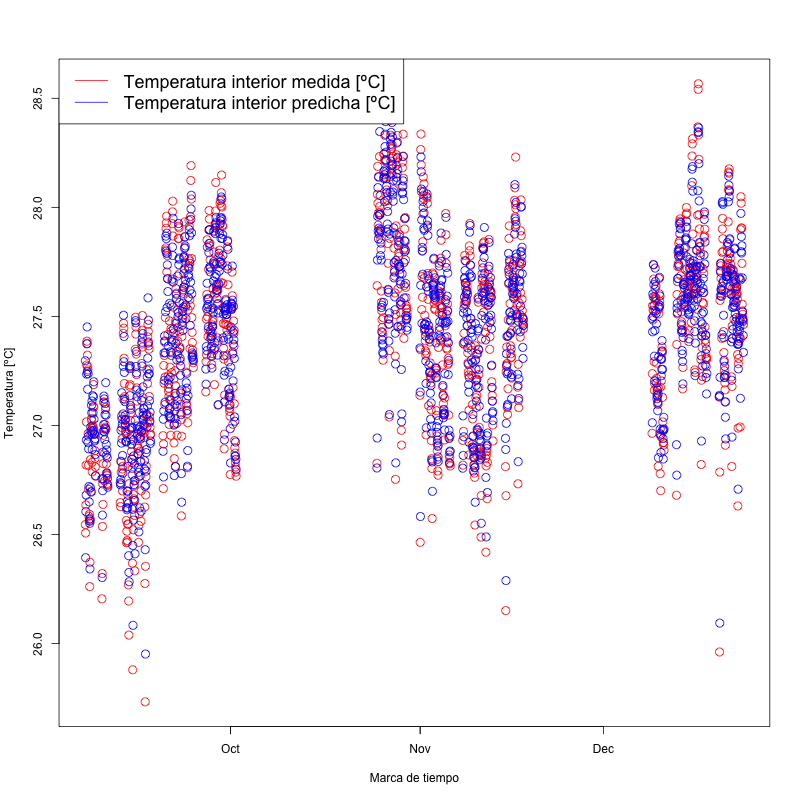 Temperatura interior medida [ºC]
Temperatura interior predicha [ºC]
28.5
28.0
27.5
27.0
26.5
26.0
Temperatura [ºC]
Oct Nov Dec
Marca de tiempo